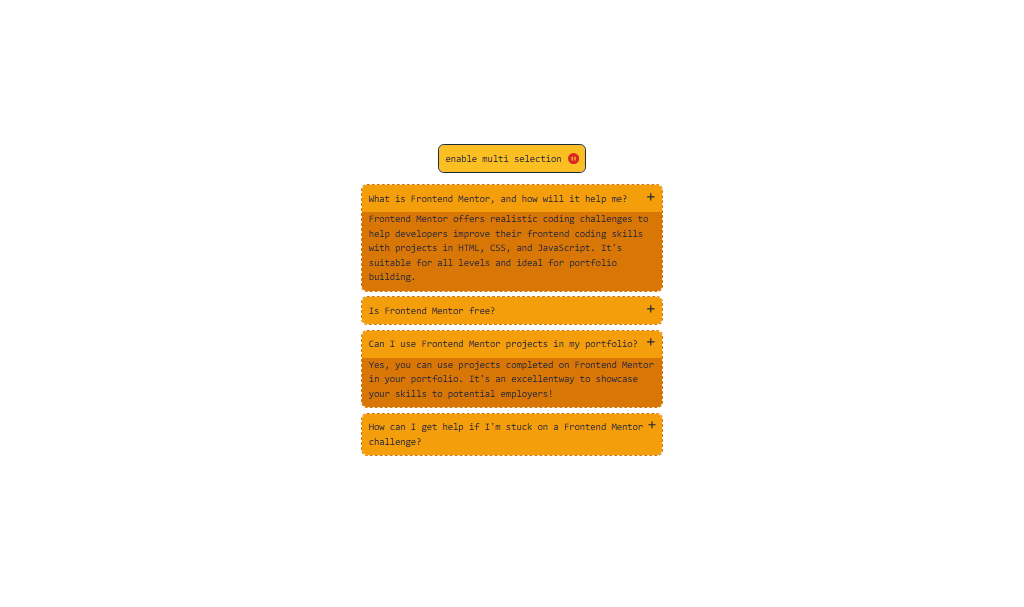 enable multi selection
What is Frontend Mentor, and how will it help me? +
Frontend Mentor offers realistic coding challenges to
help developers improve their frontend coding skills
with projects in HTML, CSS, and JavaScript. It's
suitable for all levels and ideal for portfolio
building.
Is Frontend Mentor free? +
Can I use Frontend Mentor projects in my portfolio? +
Yes, you can use projects completed on Frontend Mentor
in your portfolio. It's an excellentway to showcase
your skills to potential employers!
How can I get help if I'm stuck on a Frontend Mentor +
challenge?